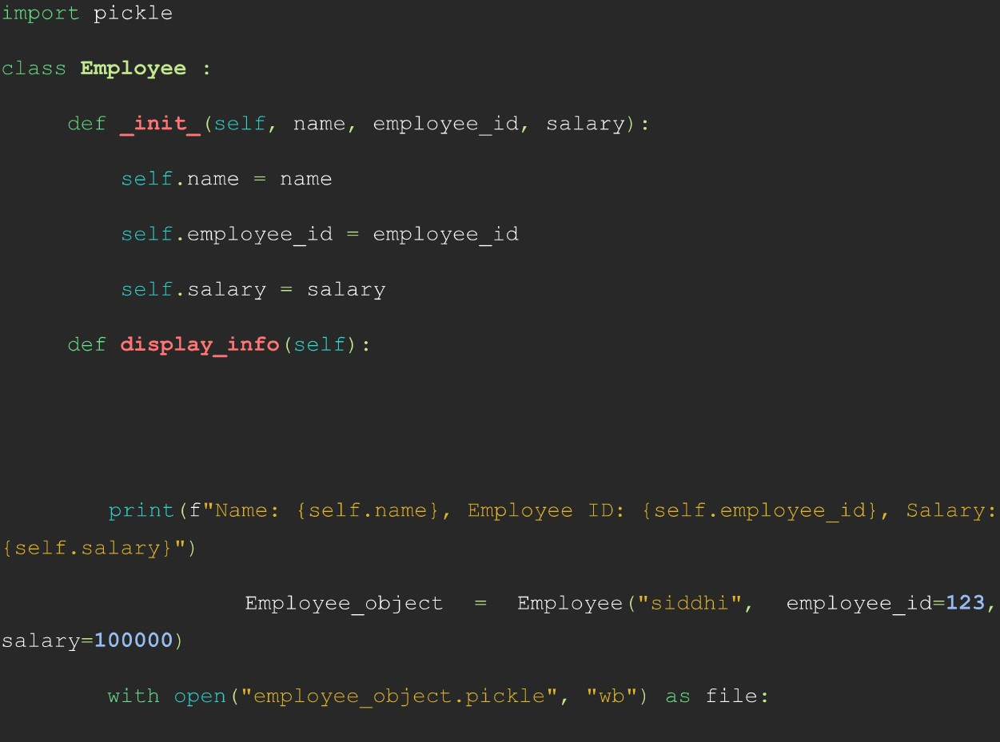 import pickle
class Employee :
def _init_(self, name, employee_id, salary):
self.name = name
self.employee_id = employee_id
self.salary = salary
def display_info(self):
print(f"Name: {self.name}, Employee ID: {self.employee_id}, Salary:
{self.salary}")
Employee_object = Employee("siddhi", employee_id=123,
salary=100000)
with open("employee_object.pickle", "wb") as file: